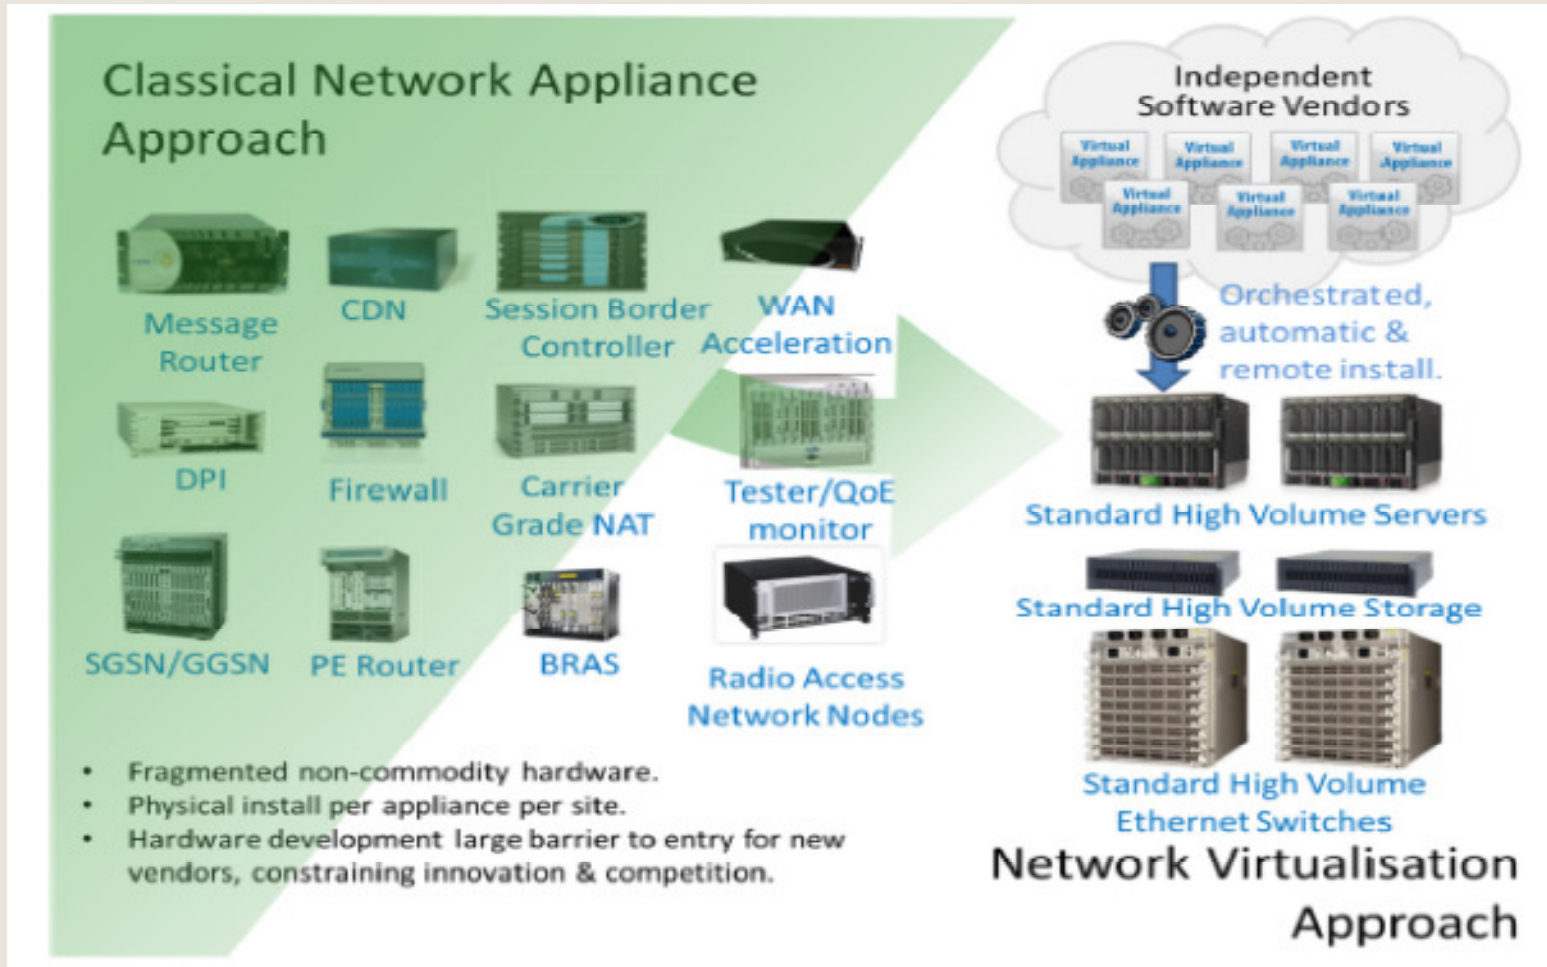 Classical Network Appliance
Approach
Message
Router
CDN
Session Border
Controller
WAN
Acceleration
DPI
Firewall
Carrier
Grade NAT
Tester/QoE
monitor
SGSN/GGSN
PE Router
BRAS
Radio Access
Network Nodes
• Fragmented non-commodity hardware.
• Physical install per appliance per site.
• Hardware development large barrier to entry for new
vendors, constraining innovation & competition.
Independent
Software Vendors
Virtual
Appliance
Virtual
Appliance
Virtual
Appliance
Virtual
Appliance
Virtual
Appliance
Virtual
Appliance
Virtual
Appliance
Orchestrated,
automatic &
remote install.
Standard High Volume Servers
Standard High Volume Storage
Standard High Volume
Ethernet Switches
Network Virtualisation
Approach